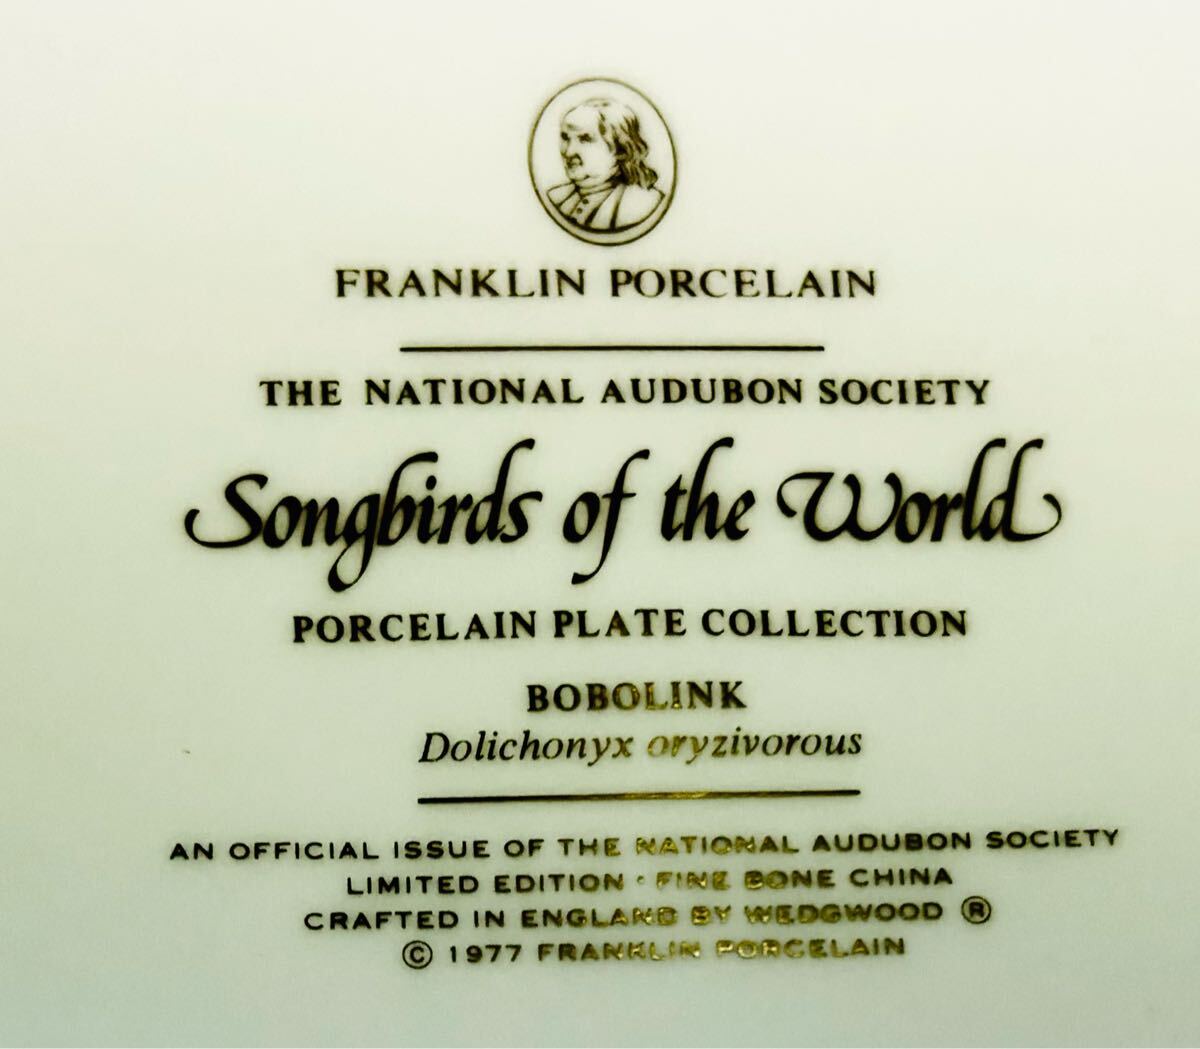 FRANKLIN PORCELAIN
THE NATIONAL AUDUBON SOCIETY
Songbirds of the World
PORCELAIN PLATE COLLECTION
BOBOLINK
Dolichonyx oryzivorous
AN OFFICIAL ISSUE OF THE NATIONAL AUDUBON SOCIETY
LIMITED EDITION · FINE BONE CHINA
CRAFTED IN ENGLAND BY WEDGWOOD ®
© 1977 FRANKLIN PORCELAIN